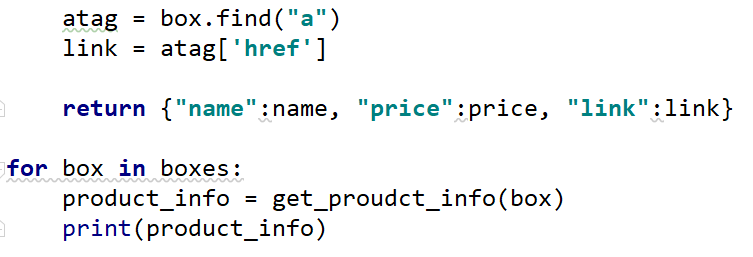 atag = box.find("a")
link = atag['href']
return {"name":name, "price":price, "link":link}
for box in boxes:
product_info = get_proudct_info(box)
print(product_info)